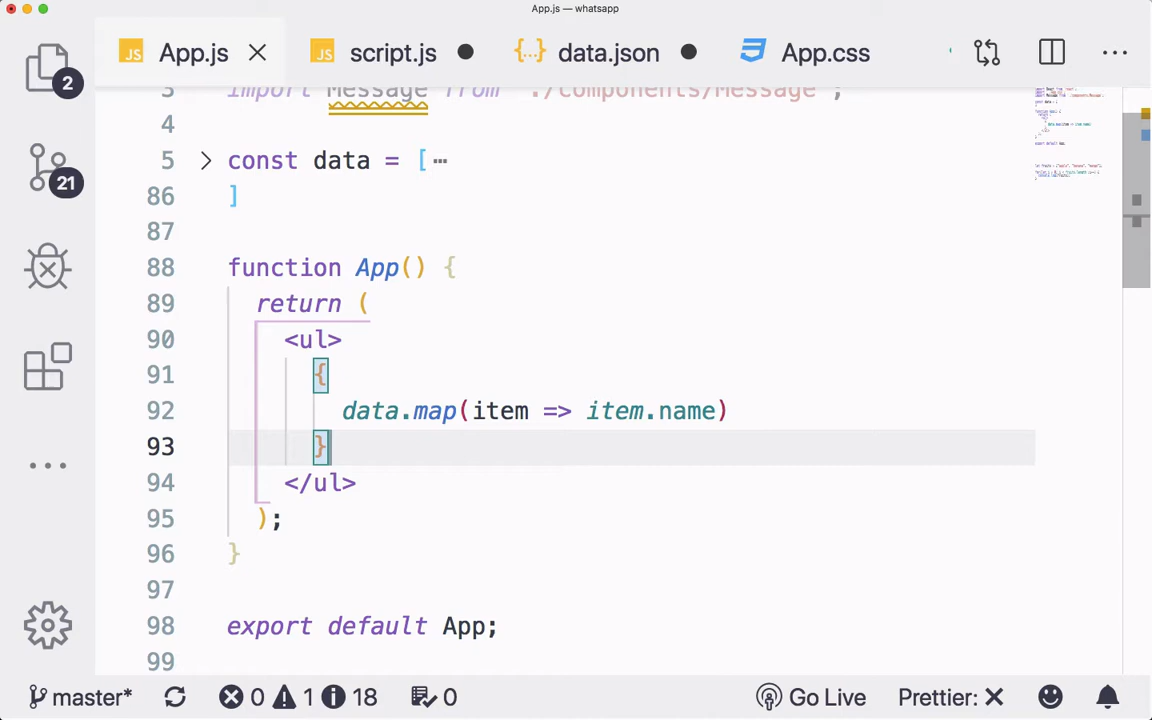 App.js — whatsapp
2
JS App.js
JS script.js
{...} data.json
App.css
3 import Message from './components/Message';
4
5 const data = [
86 ]
21
87
88 function App() {
89 return (
90 <ul>
91 {
92 data.map(item => item.name)
93 }
94 </ul>
95 );
96 }
97
98 export default App;
99
master* 0 1 18 0 Go Live Prettier: ✕